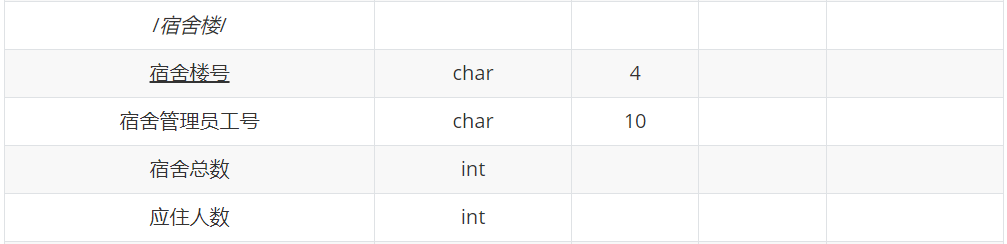 /宿舍楼/
宿舍楼号 char 4
宿舍管理员工号 char 10
宿舍总数 int
应住人数 int